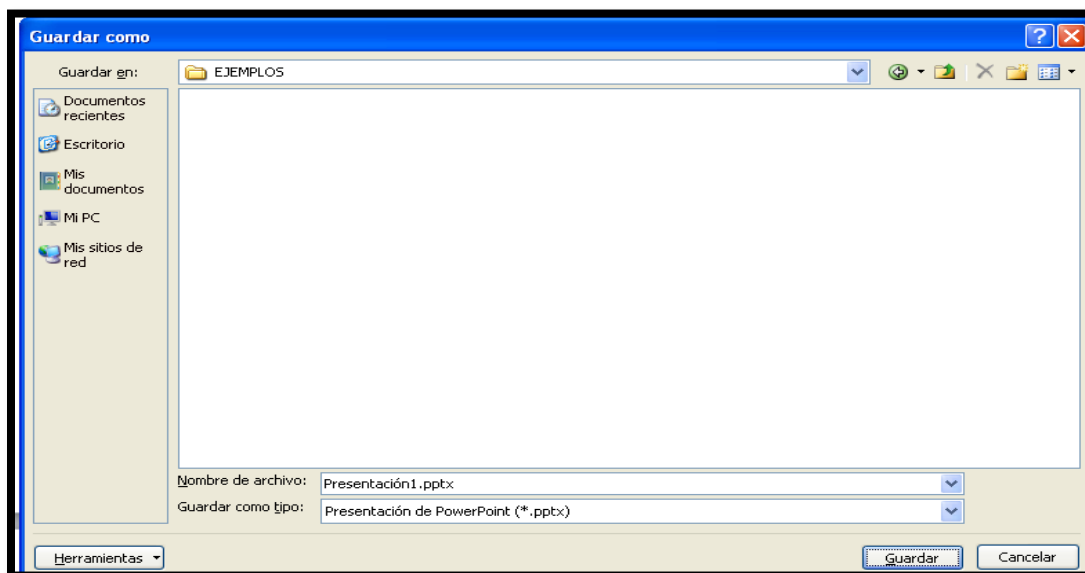 Guardar como
Guardar en:
EJEMPLOS
Documentos
recientes
Escritorio
Mis
documentos
Mi PC
Mis sitios de
red
Nombre de archivo:
Presentación1.pptx
Guardar como tipo:
Presentación de PowerPoint (*.pptx)
Herramientas
Guardar
Cancelar